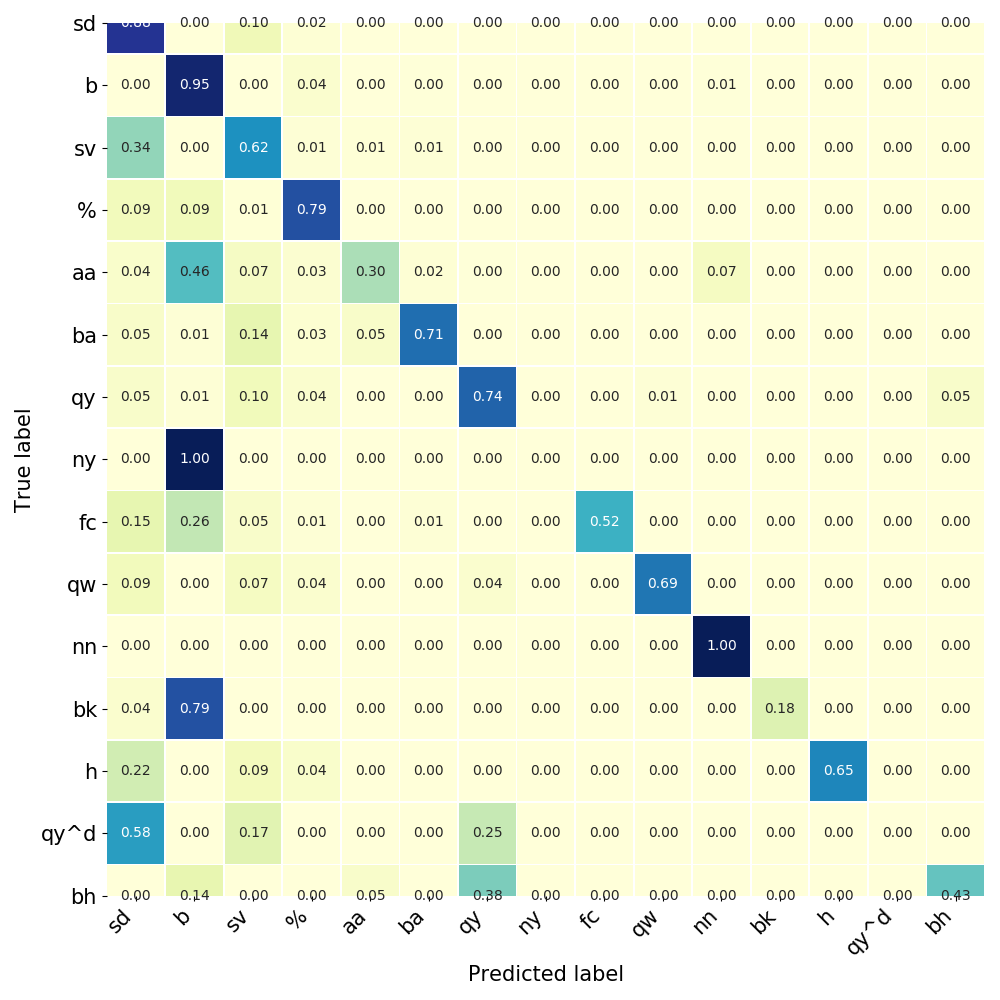 sd 0.00 0.10 0.02 0.00 0.00 0.00 0.00 0.00 0.00 0.00 0.00 0.00 0.00 0.00
b 0.00 0.95 0.00 0.04 0.00 0.00 0.00 0.00 0.00 0.00 0.01 0.00 0.00 0.00 0.00
sv 0.34 0.00 0.62 0.01 0.01 0.01 0.00 0.00 0.00 0.00 0.00 0.00 0.00 0.00 0.00
% 0.09 0.09 0.01 0.79 0.00 0.00 0.00 0.00 0.00 0.00 0.00 0.00 0.00 0.00 0.00
aa 0.04 0.46 0.07 0.03 0.30 0.02 0.00 0.00 0.00 0.00 0.07 0.00 0.00 0.00 0.00
ba 0.05 0.01 0.14 0.03 0.05 0.71 0.00 0.00 0.00 0.00 0.00 0.00 0.00 0.00 0.00
qy 0.05 0.01 0.10 0.04 0.00 0.00 0.74 0.00 0.00 0.01 0.00 0.00 0.00 0.00 0.05
ny 0.00 1.00 0.00 0.00 0.00 0.00 0.00 0.00 0.00 0.00 0.00 0.00 0.00 0.00 0.00
fc 0.15 0.26 0.05 0.01 0.00 0.01 0.00 0.00 0.52 0.00 0.00 0.00 0.00 0.00 0.00
qw 0.09 0.00 0.07 0.04 0.00 0.00 0.04 0.00 0.00 0.69 0.00 0.00 0.00 0.00 0.00
nn 0.00 0.00 0.00 0.00 0.00 0.00 0.00 0.00 0.00 0.00 1.00 0.00 0.00 0.00 0.00
bk 0.04 0.79 0.00 0.00 0.00 0.00 0.00 0.00 0.00 0.00 0.00 0.18 0.00 0.00 0.00
h 0.22 0.00 0.09 0.04 0.00 0.00 0.00 0.00 0.00 0.00 0.00 0.00 0.65 0.00 0.00
qy^d 0.58 0.00 0.17 0.00 0.00 0.00 0.25 0.00 0.00 0.00 0.00 0.00 0.00 0.00 0.00
bh 0.00 0.14 0.00 0.00 0.05 0.00 0.38 0.00 0.00 0.00 0.00 0.00 0.00 0.00 0.43
sd b sv % aa ba qy ny fc qw nn bk h qy^d bh
True label
Predicted label